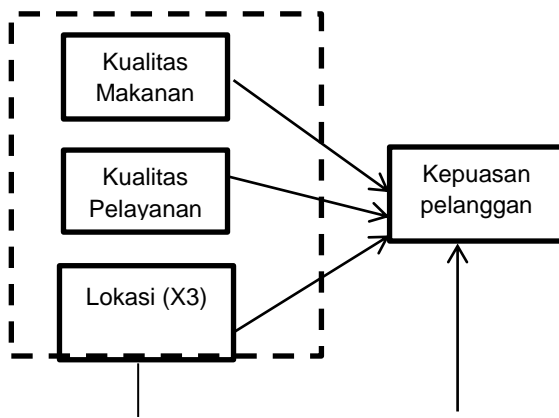 Kualitas
Makanan
Kualitas
Pelayanan
Lokasi (X3)
Kepuasan
pelanggan